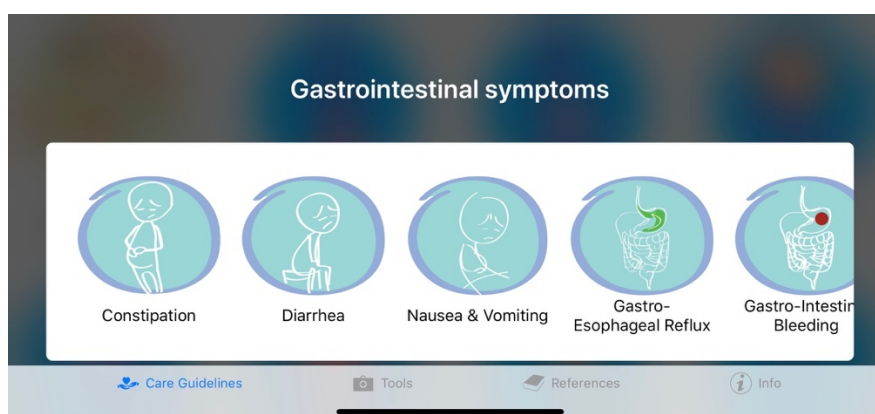 Gastrointestinal symptoms
Constipation
Diarrhea
Nausea & Vomiting
Gastro-
Esophageal Reflux
Gastro-Intestin
Bleeding
Care Guidelines
Tools
References
Info